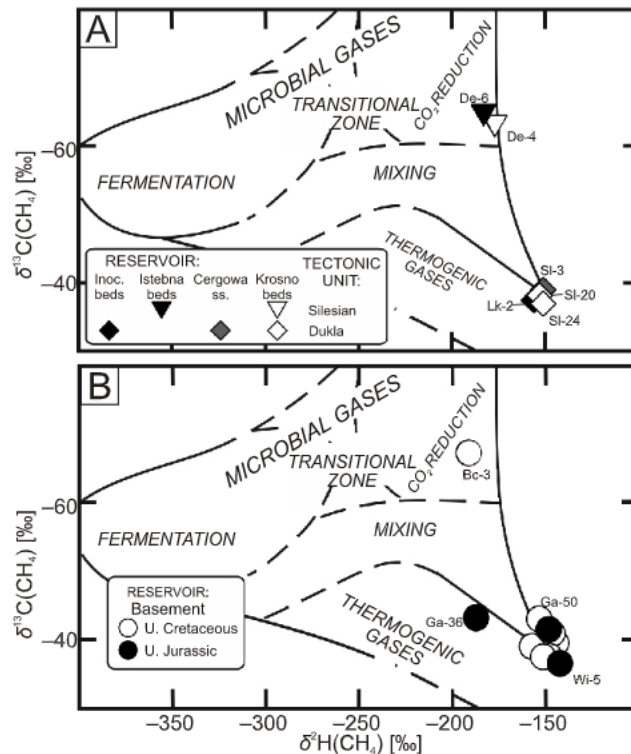 A
MICROBIAL GASES
CO₂ REDUCTION
De-6
TRANSITIONAL
ZONE
De-4
–60
MIXING
FERMENTATION
δ¹³C(CH₄) [‰]
THERMOGENIC
GASES
Sl-3
–40
RESERVOIR: TECTONIC
Inoc. Istebna Cergowa Krosno UNIT:
beds beds ss. beds
Silesian
Dukla
Lk-2
Sl-20
Sl-24
B
MICROBIAL GASES
CO₂ REDUCTION
TRANSITIONAL
ZONE
Bc-3
–60
MIXING
FERMENTATION
δ¹³C(CH₄) [‰]
RESERVOIR:
Basement
U. Cretaceous
U. Jurassic
Ga-50
Ga-36
–40
THERMOGENIC
GASES
Wi-5
–350 –300 –250 –200 –150 –100
δ²H(CH₄) [‰]